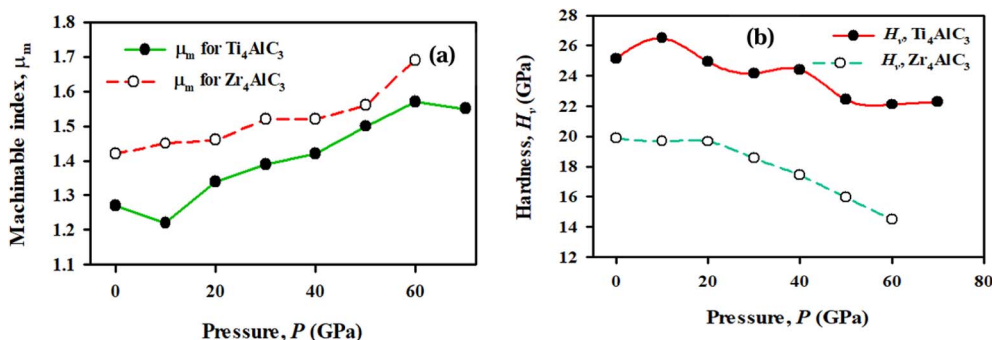 Machinable index, μm
1.8
1.7
1.6
1.5
1.4
1.3
1.2
1.1
μm for Ti4AlC3
μm for Zr4AlC3
(a)
0 20 40 60
Pressure, P (GPa)
Hardness, Hv (GPa)
28
26
24
22
20
18
16
14
12
(b)
Hv, Ti4AlC3
Hv, Zr4AlC3
0 20 40 60 80
Pressure, P (GPa)